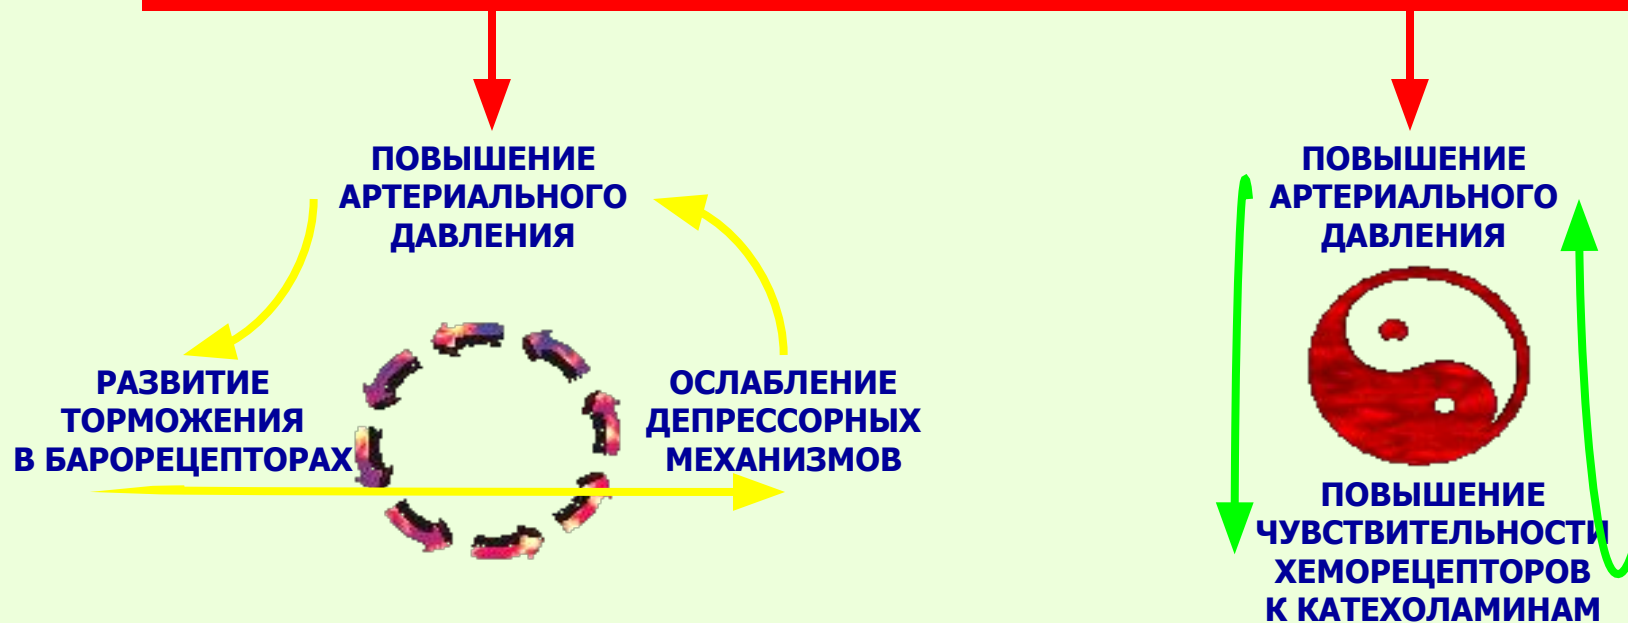 ПОВЫШЕНИЕ
АРТЕРИАЛЬНОГО
ДАВЛЕНИЯ
РАЗВИТИЕ
ТОРМОЖЕНИЯ
В БАРОРЕЦЕПТОРАХ
ОСЛАБЛЕНИЕ
ДЕПРЕССОРНЫХ
МЕХАНИЗМОВ
ПОВЫШЕНИЕ
АРТЕРИАЛЬНОГО
ДАВЛЕНИЯ
ПОВЫШЕНИЕ
ЧУВСТВИТЕЛЬНОСТИ
ХЕМОРЕЦЕПТОРОВ
К КАТЕХОЛАМИНАМ